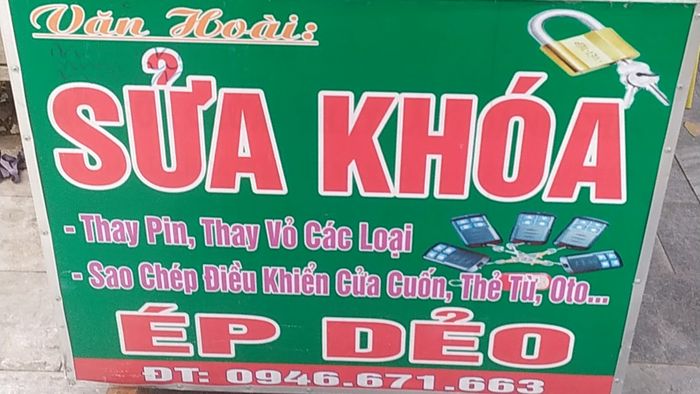 Văn Hoài:
SỬA KHÓA
- Thay Pin, Thay Vỏ Các Loại
- Sao Chép Điều Khiển Cửa Cuốn, Thẻ Từ, Oto...
ÉP DẺO
ĐT: 0946.671.663